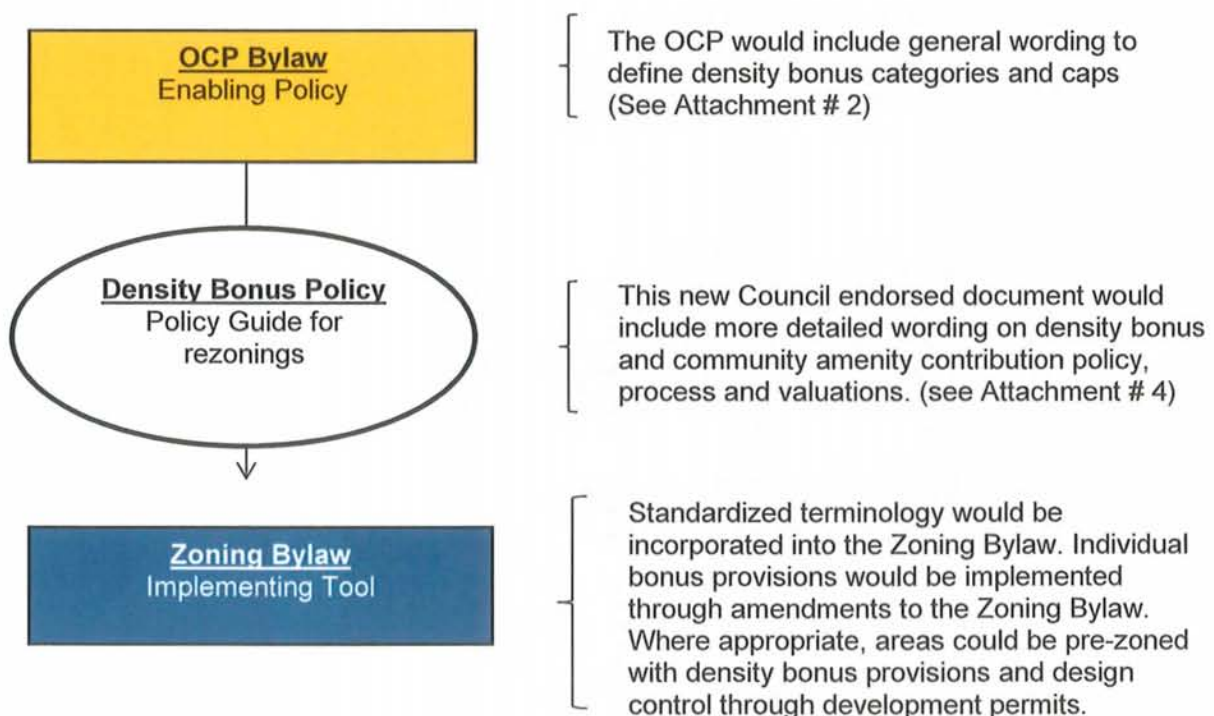 OCP Bylaw
Enabling Policy
The OCP would include general wording to
define density bonus categories and caps
(See Attachment # 2)
Density Bonus Policy
Policy Guide for
rezonings
This new Council endorsed document would
include more detailed wording on density bonus
and community amenity contribution policy,
process and valuations. (see Attachment # 4)
Zoning Bylaw
Implementing Tool
Standardized terminology would be
incorporated into the Zoning Bylaw. Individual
bonus provisions would be implemented
through amendments to the Zoning Bylaw.
Where appropriate, areas could be pre-zoned
with density bonus provisions and design
control through development permits.